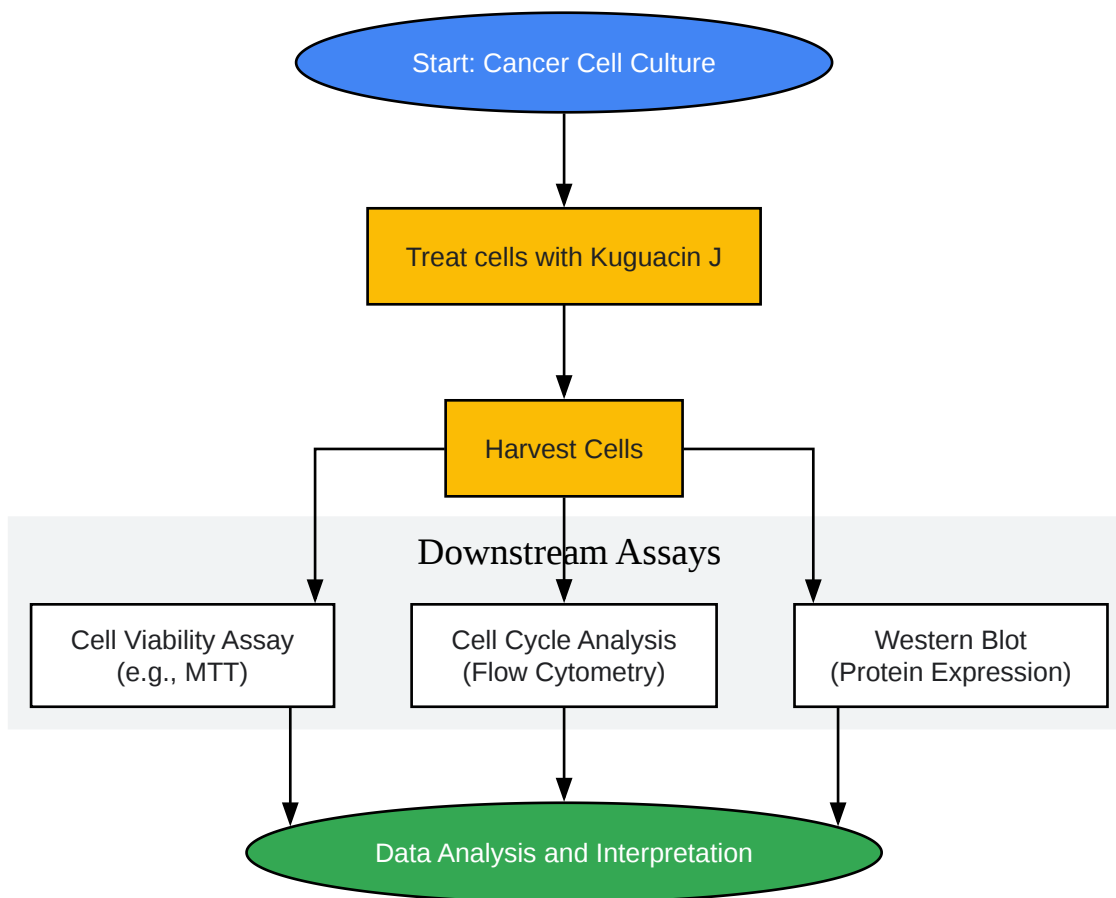 Start: Cancer Cell Culture
Treat cells with Kuguacin J
Harvest Cells
Downstream Assays
Cell Viability Assay
(e.g., MTT)
Cell Cycle Analysis
(Flow Cytometry)
Western Blot
(Protein Expression)
Data Analysis and Interpretation